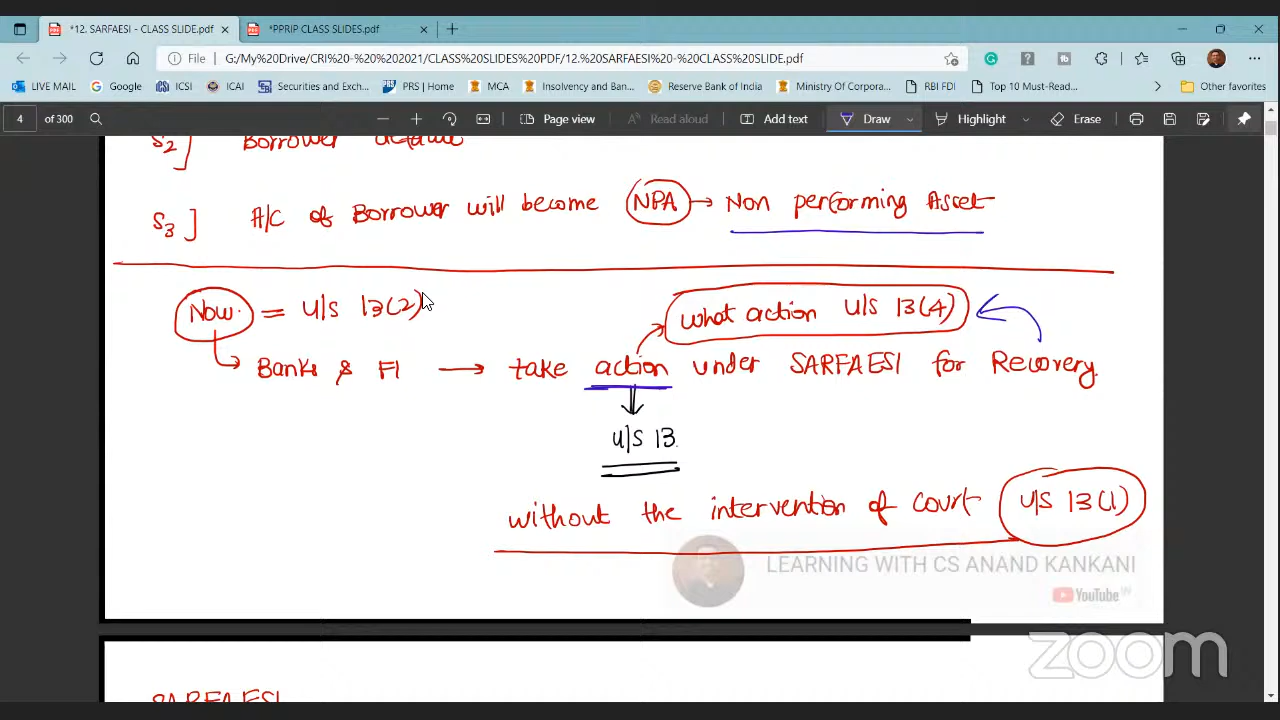 *12. SARFAESI - CLASS SLIDE.pdf
*PPRIP CLASS SLIDES.pdf
File G:/My%20Drive/CRI%20-%20%202021/CLASS%20SLIDES%20PDF/12.%20SARFAESI%20-%20CLASS%20SLIDE.pdf
LIVE MAIL Google ICSI ICAI Securities and Exch... PRS | Home MCA Insolvency and Ban... Reserve Bank of India Ministry Of Corpora... RBI FDI Top 10 Must-Read... Other favorites
4 of 300 Page view Read aloud Add text Draw Highlight Erase
S2] Borrower default
S3] A/C of Borrower will become NPA → Non performing Asset
Now = U/S 13(2)
what action U/S 13(4)
Banks & FI → take action under SARFAESI for Recovery
U/S 13.
without the intervention of court U/S 13(1)
LEARNING WITH CS ANAND KANKANI
YouTube
zoom
SARFAESI